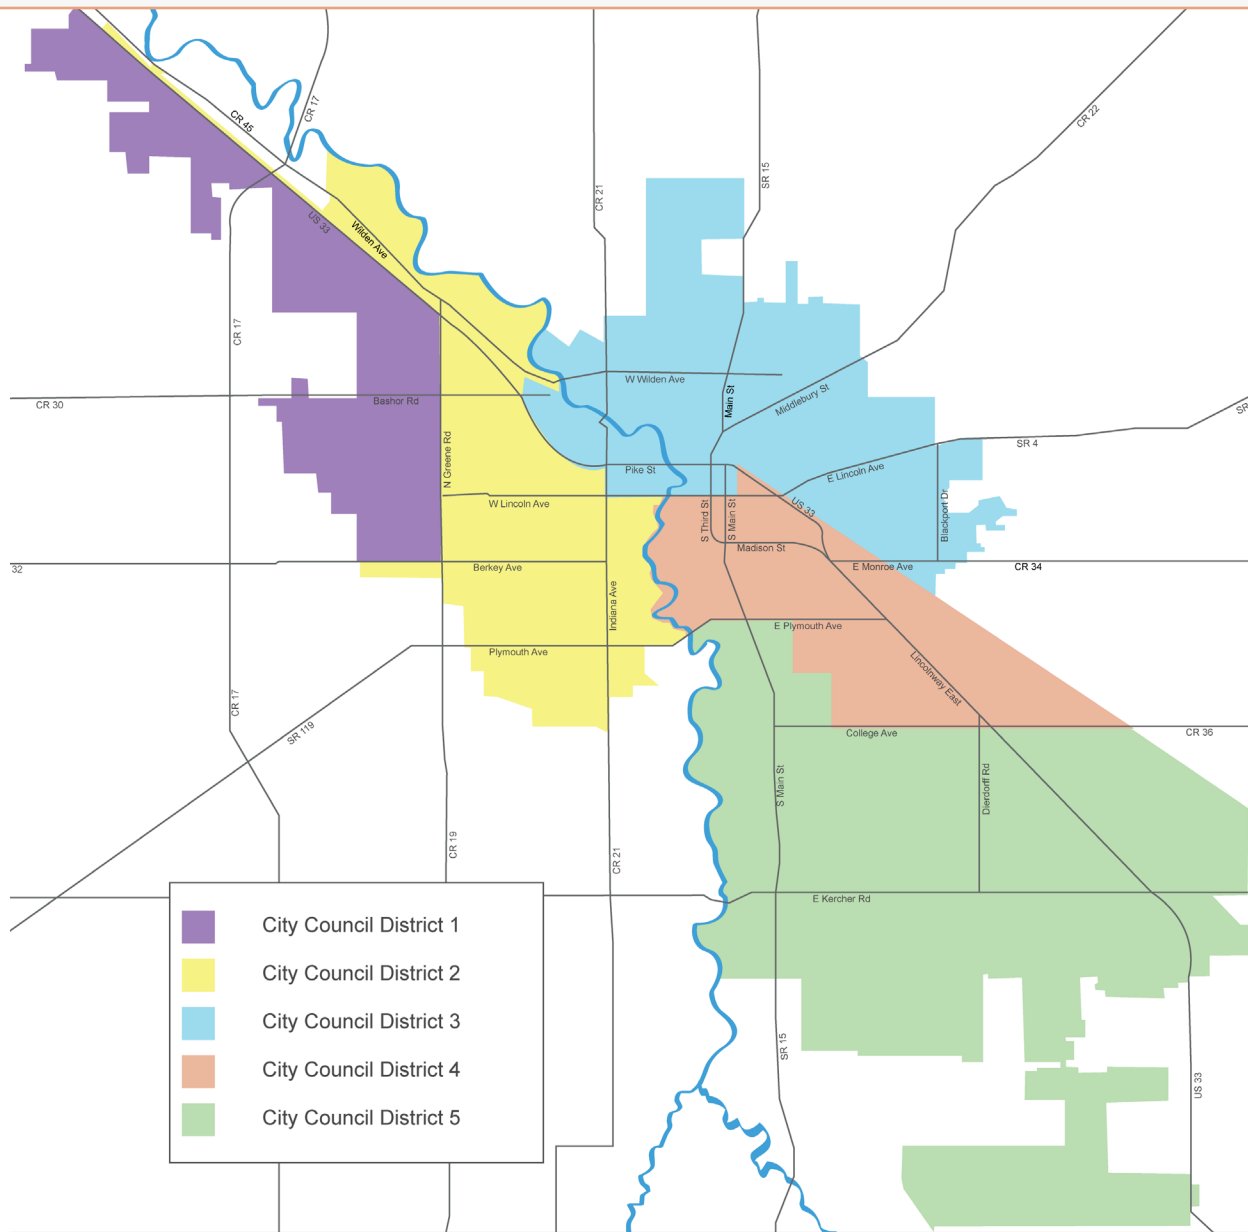 CR 17
CR 45
CR 22
SR 15
CR 21
US 33
Wilden Ave
CR 17
W Wilden Ave
Main St
Middlebury St
CR 30
Bashor Rd
SR
SR 4
N Greene Rd
Pike St
E Lincoln Ave
W Lincoln Ave
S Third St
S Main St
US 33
Blackport Dr
Madison St
32
Berkey Ave
E Monroe Ave
CR 34
Indiana Ave
E Plymouth Ave
Plymouth Ave
Lincolnway East
CR 17
SR 119
College Ave
CR 36
S Main St
Dierdorff Rd
CR 19
CR 21
E Kercher Rd
City Council District 1
City Council District 2
City Council District 3
City Council District 4
City Council District 5
SR 15
US 33